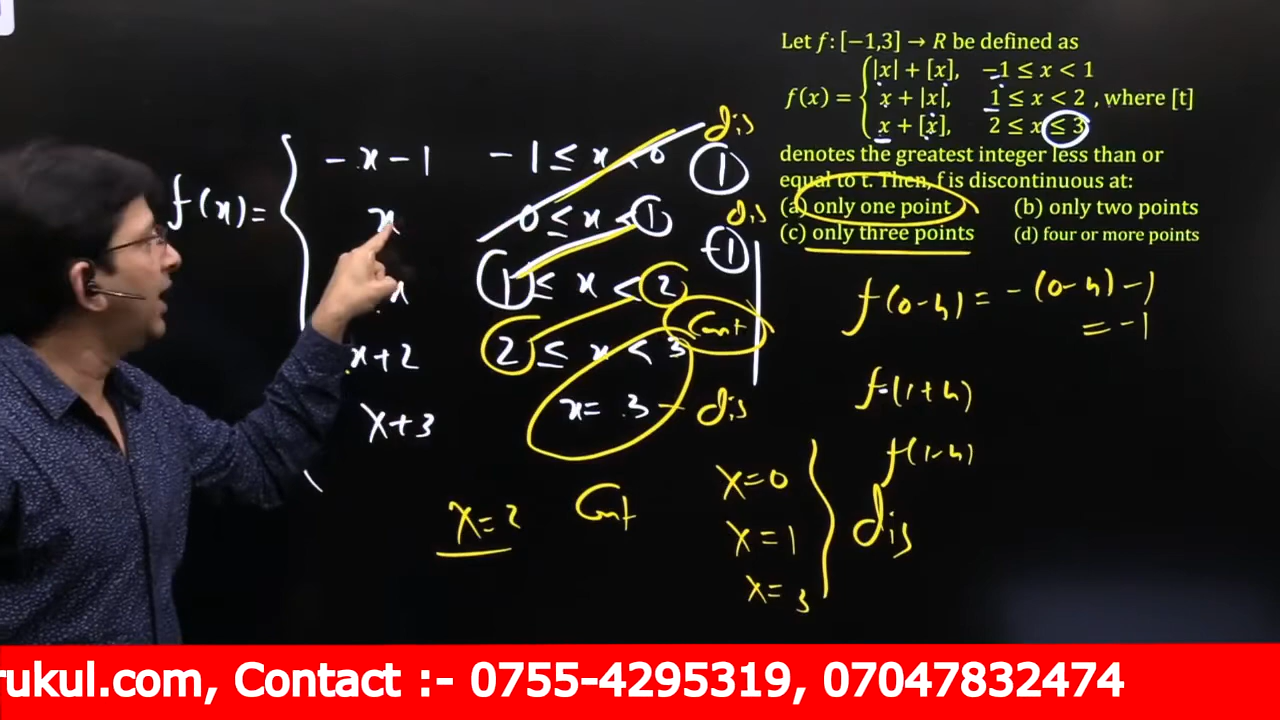 Let f: [−1,3] → R be defined as
f(x) = { |x| + [x], −1 ≤ x < 1
x + |x|, 1 ≤ x < 2 , where [t]
x + [x], 2 ≤ x ≤ 3
denotes the greatest integer less than or
equal to t. Then, f is discontinuous at:
(a) only one point (b) only two points
(c) only three points (d) four or more points
f(x) = { -x-1 -1 ≤ x < 0 dis 1
x 0 ≤ x < 1 dis
1 ≤ x < 2
x+2 2 ≤ x < 3 Cont
x+3 x = 3 - dis
f(0-h) = -(0-h) -1
= -1
f(1+h)
f(1-h)
x=2 Cont
x=0
x=1 } dis
x=3
rukul.com, Contact :- 0755-4295319, 07047832474